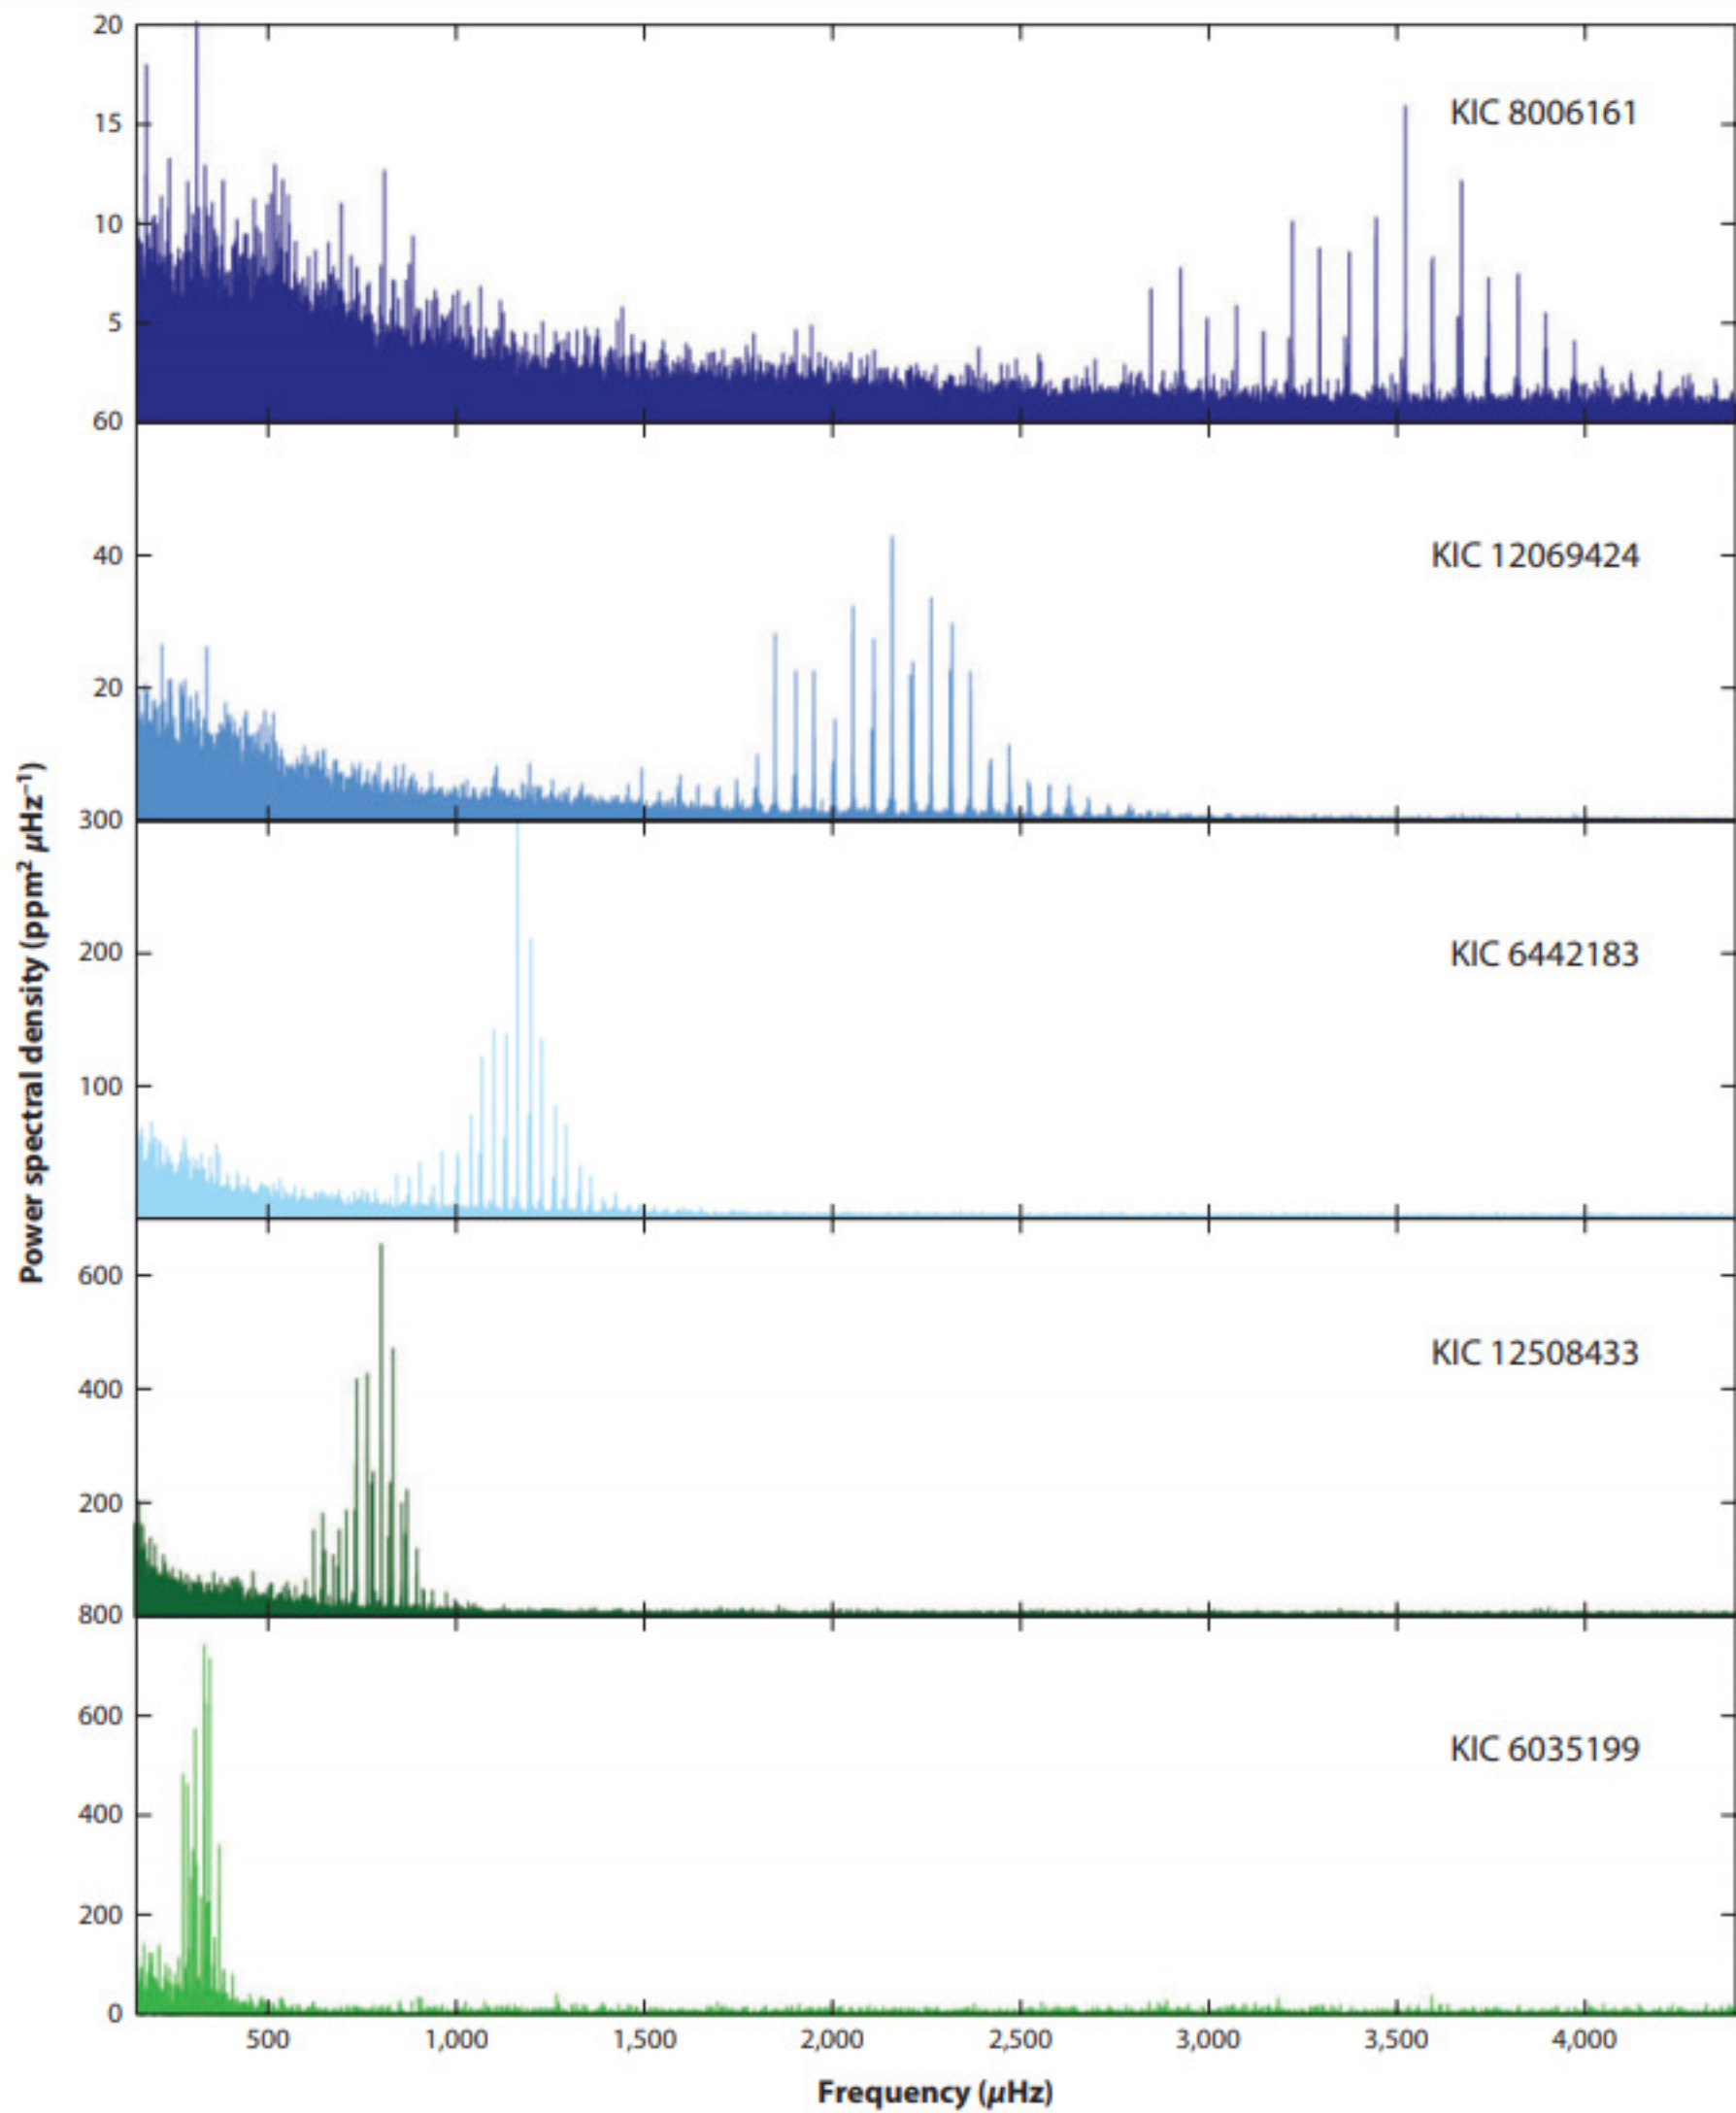 20
15
KIC 8006161
10
5
60
40
KIC 12069424
20
300
200
KIC 6442183
100
Power spectral density (ppm² μHz⁻¹)
600
KIC 12508433
400
200
800
600
KIC 6035199
400
200
0
500 1,000 1,500 2,000 2,500 3,000 3,500 4,000
Frequency (μHz)